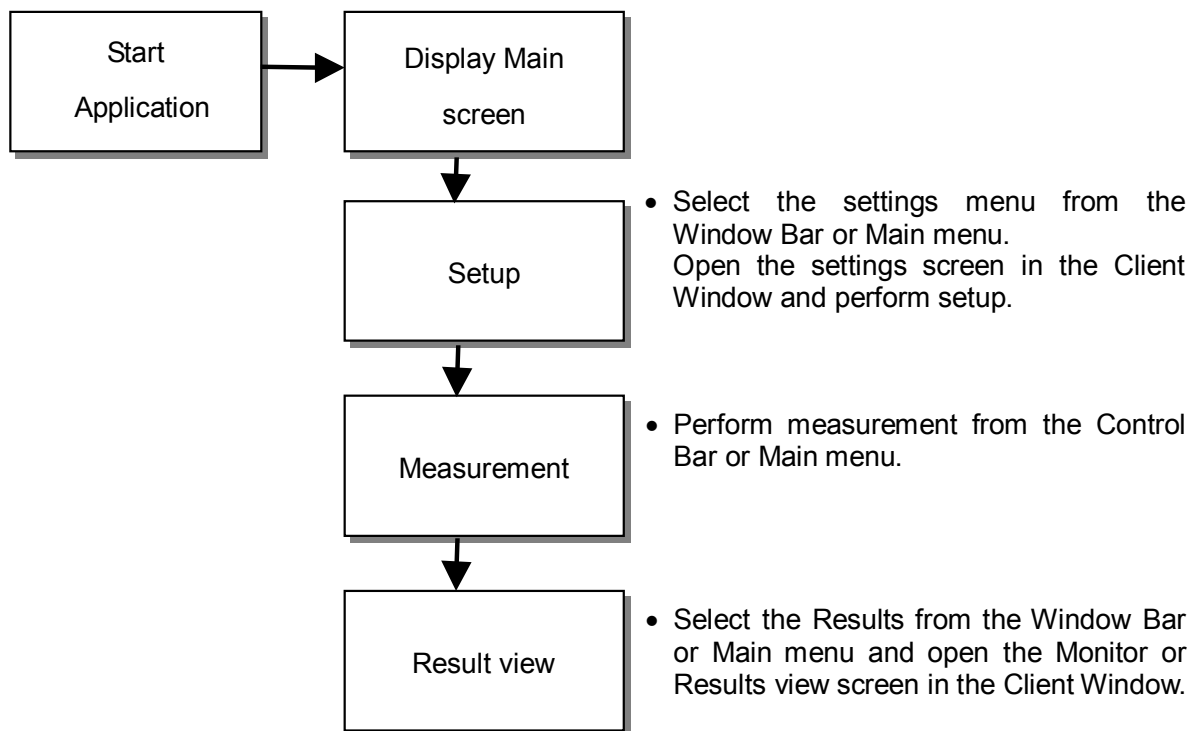 Start
Application
Display Main
screen
Setup
• Select the settings menu from the
Window Bar or Main menu.
Open the settings screen in the Client
Window and perform setup.
Measurement
• Perform measurement from the Control
Bar or Main menu.
Result view
• Select the Results from the Window Bar
or Main menu and open the Monitor or
Results view screen in the Client Window.